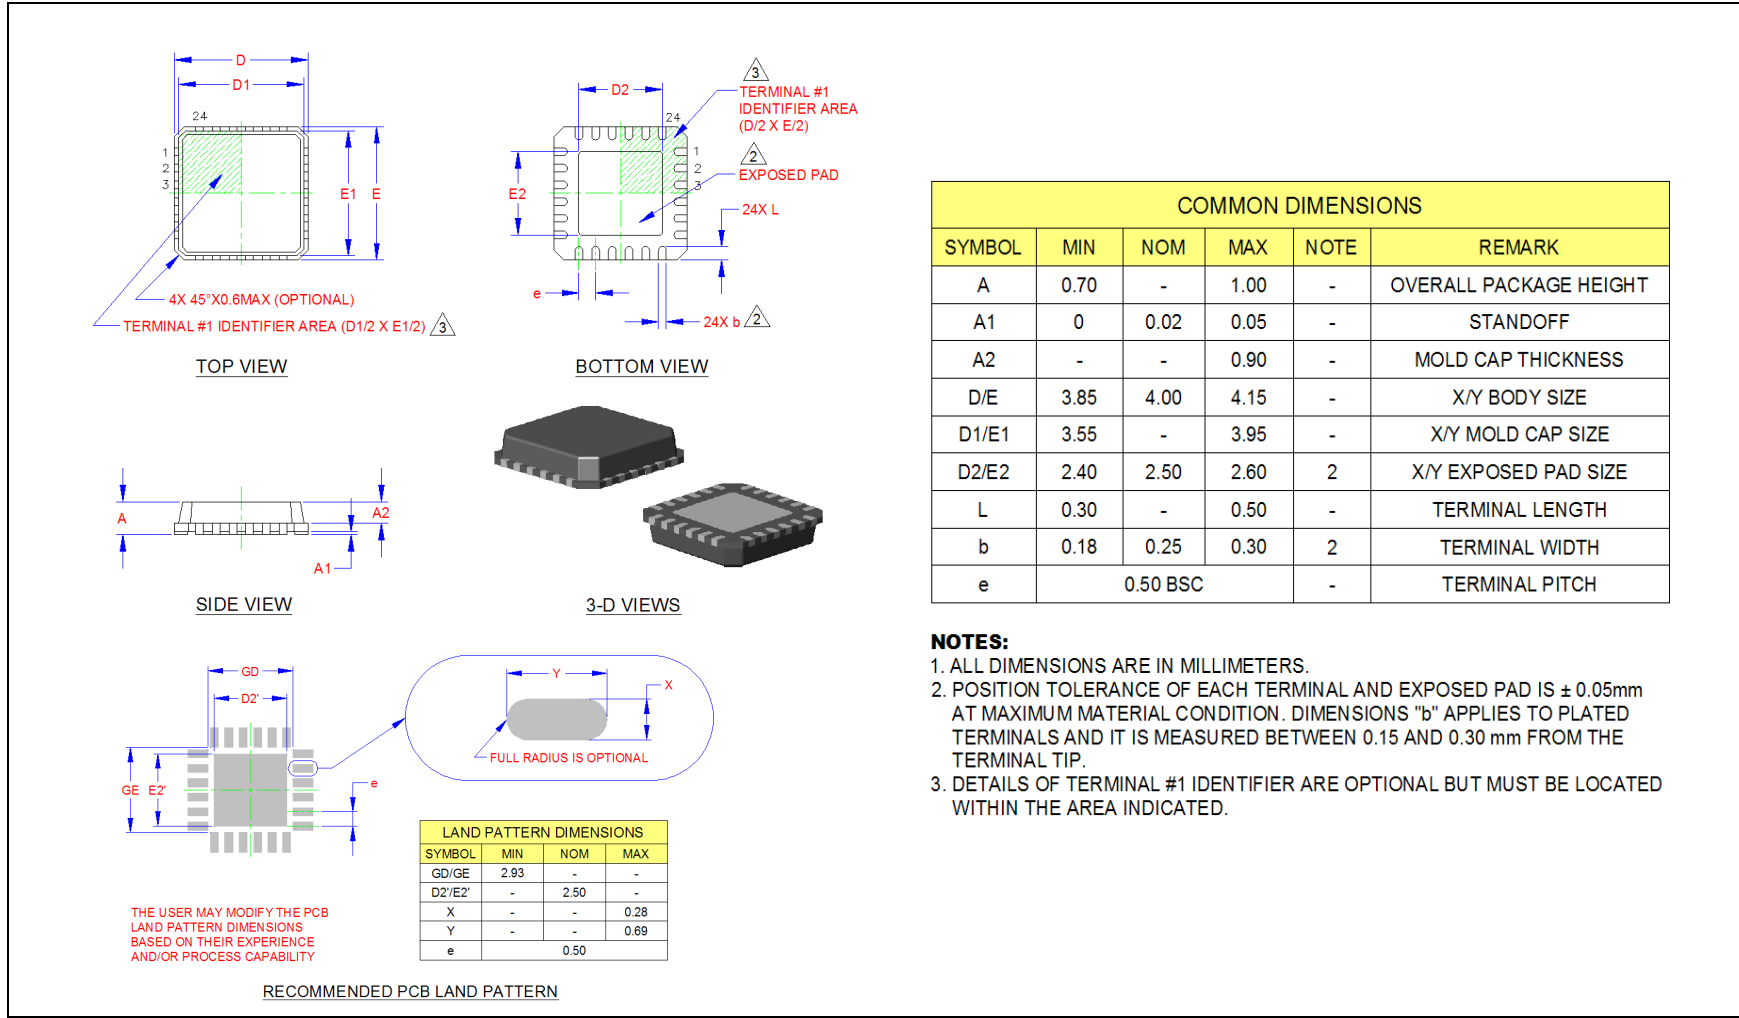 D
D1
24
1
2
3
E1
E
4X 45°X0.6MAX (OPTIONAL)
TERMINAL #1 IDENTIFIER AREA (D1/2 X E1/2) 3
TOP VIEW
D2
3
TERMINAL #1
IDENTIFIER AREA
(D/2 X E/2)
24
1
2
3
2
EXPOSED PAD
E2
24X L
e
24X b 2
BOTTOM VIEW
A
A2
A1
SIDE VIEW
3-D VIEWS
GD
D2'
GE
E2'
e
Y
X
FULL RADIUS IS OPTIONAL
THE USER MAY MODIFY THE PCB
LAND PATTERN DIMENSIONS
BASED ON THEIR EXPERIENCE
AND/OR PROCESS CAPABILITY
LAND PATTERN DIMENSIONS
SYMBOL MIN NOM MAX
GD/GE 2.93 - -
D2'/E2' - 2.50 -
X - - 0.28
Y - - 0.69
e 0.50
RECOMMENDED PCB LAND PATTERN
COMMON DIMENSIONS
SYMBOL MIN NOM MAX NOTE REMARK
A 0.70 - 1.00 - OVERALL PACKAGE HEIGHT
A1 0 0.02 0.05 - STANDOFF
A2 - - 0.90 - MOLD CAP THICKNESS
D/E 3.85 4.00 4.15 - X/Y BODY SIZE
D1/E1 3.55 - 3.95 - X/Y MOLD CAP SIZE
D2/E2 2.40 2.50 2.60 2 X/Y EXPOSED PAD SIZE
L 0.30 - 0.50 - TERMINAL LENGTH
b 0.18 0.25 0.30 2 TERMINAL WIDTH
e 0.50 BSC - TERMINAL PITCH
NOTES:
1. ALL DIMENSIONS ARE IN MILLIMETERS.
2. POSITION TOLERANCE OF EACH TERMINAL AND EXPOSED PAD IS ± 0.05mm
AT MAXIMUM MATERIAL CONDITION. DIMENSIONS "b" APPLIES TO PLATED
TERMINALS AND IT IS MEASURED BETWEEN 0.15 AND 0.30 mm FROM THE
TERMINAL TIP.
3. DETAILS OF TERMINAL #1 IDENTIFIER ARE OPTIONAL BUT MUST BE LOCATED
WITHIN THE AREA INDICATED.